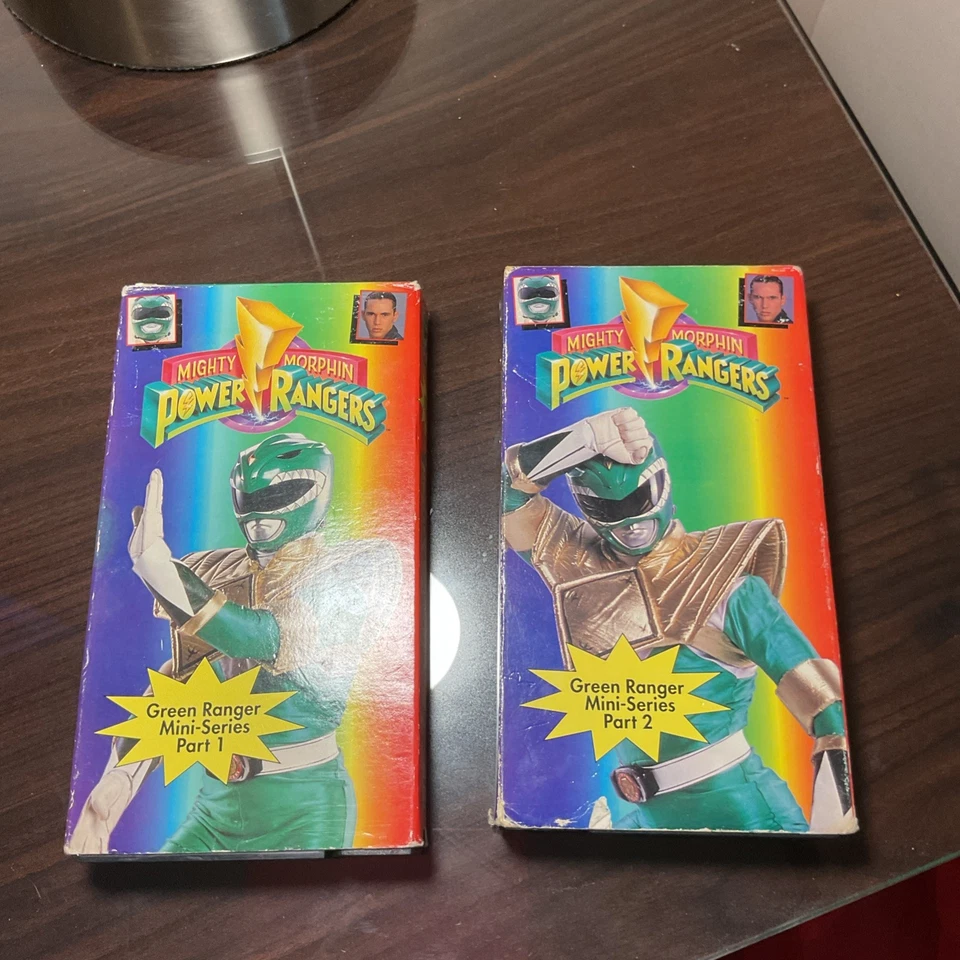 MIGHTY MORPHIN
POWER RANGERS
Green Ranger
Mini-Series
Part 1
MIGHTY MORPHIN
POWER RANGERS
Green Ranger
Mini-Series
Part 2